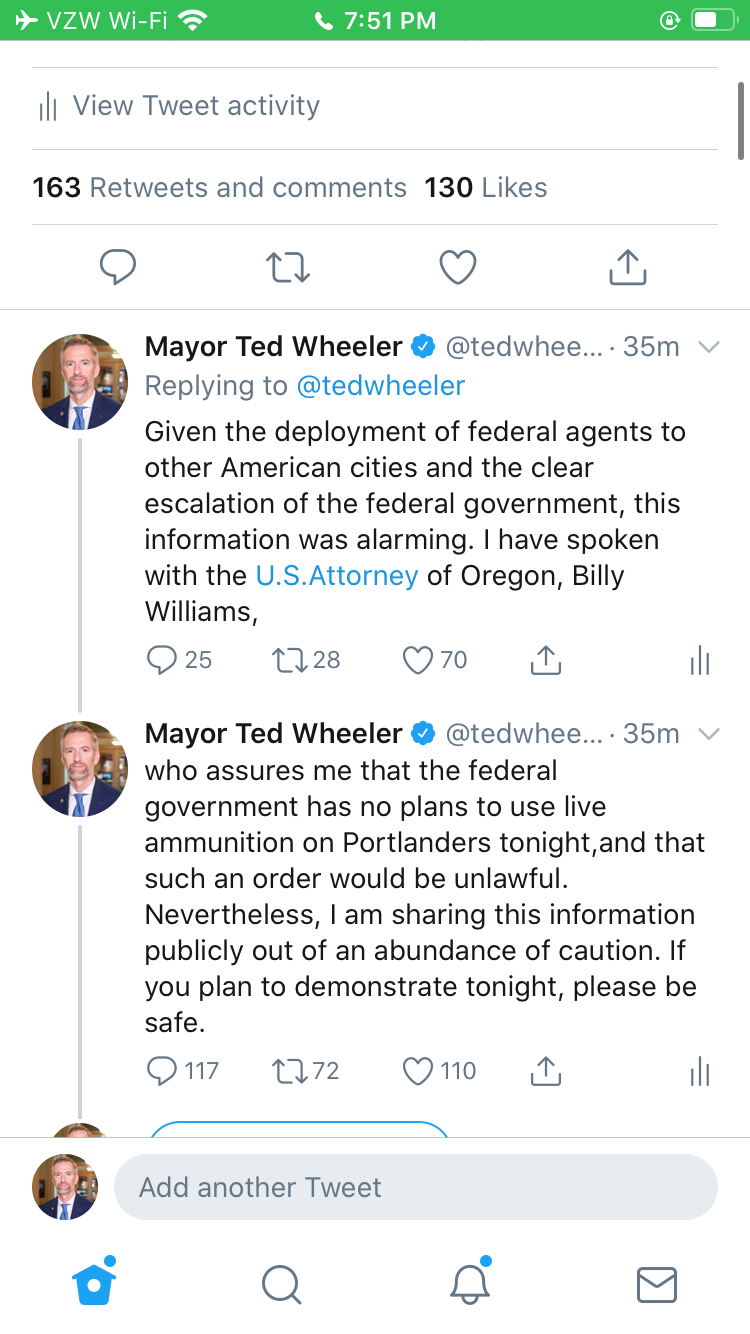 VZW Wi-Fi 7:51 PM
View Tweet activity
163 Retweets and comments 130 Likes
Mayor Ted Wheeler @tedwhee... · 35m
Replying to @tedwheeler
Given the deployment of federal agents to
other American cities and the clear
escalation of the federal government, this
information was alarming. I have spoken
with the U.S.Attorney of Oregon, Billy
Williams,
25 28 70
Mayor Ted Wheeler @tedwhee... · 35m
who assures me that the federal
government has no plans to use live
ammunition on Portlanders tonight,and that
such an order would be unlawful.
Nevertheless, I am sharing this information
publicly out of an abundance of caution. If
you plan to demonstrate tonight, please be
safe.
117 72 110
Add another Tweet